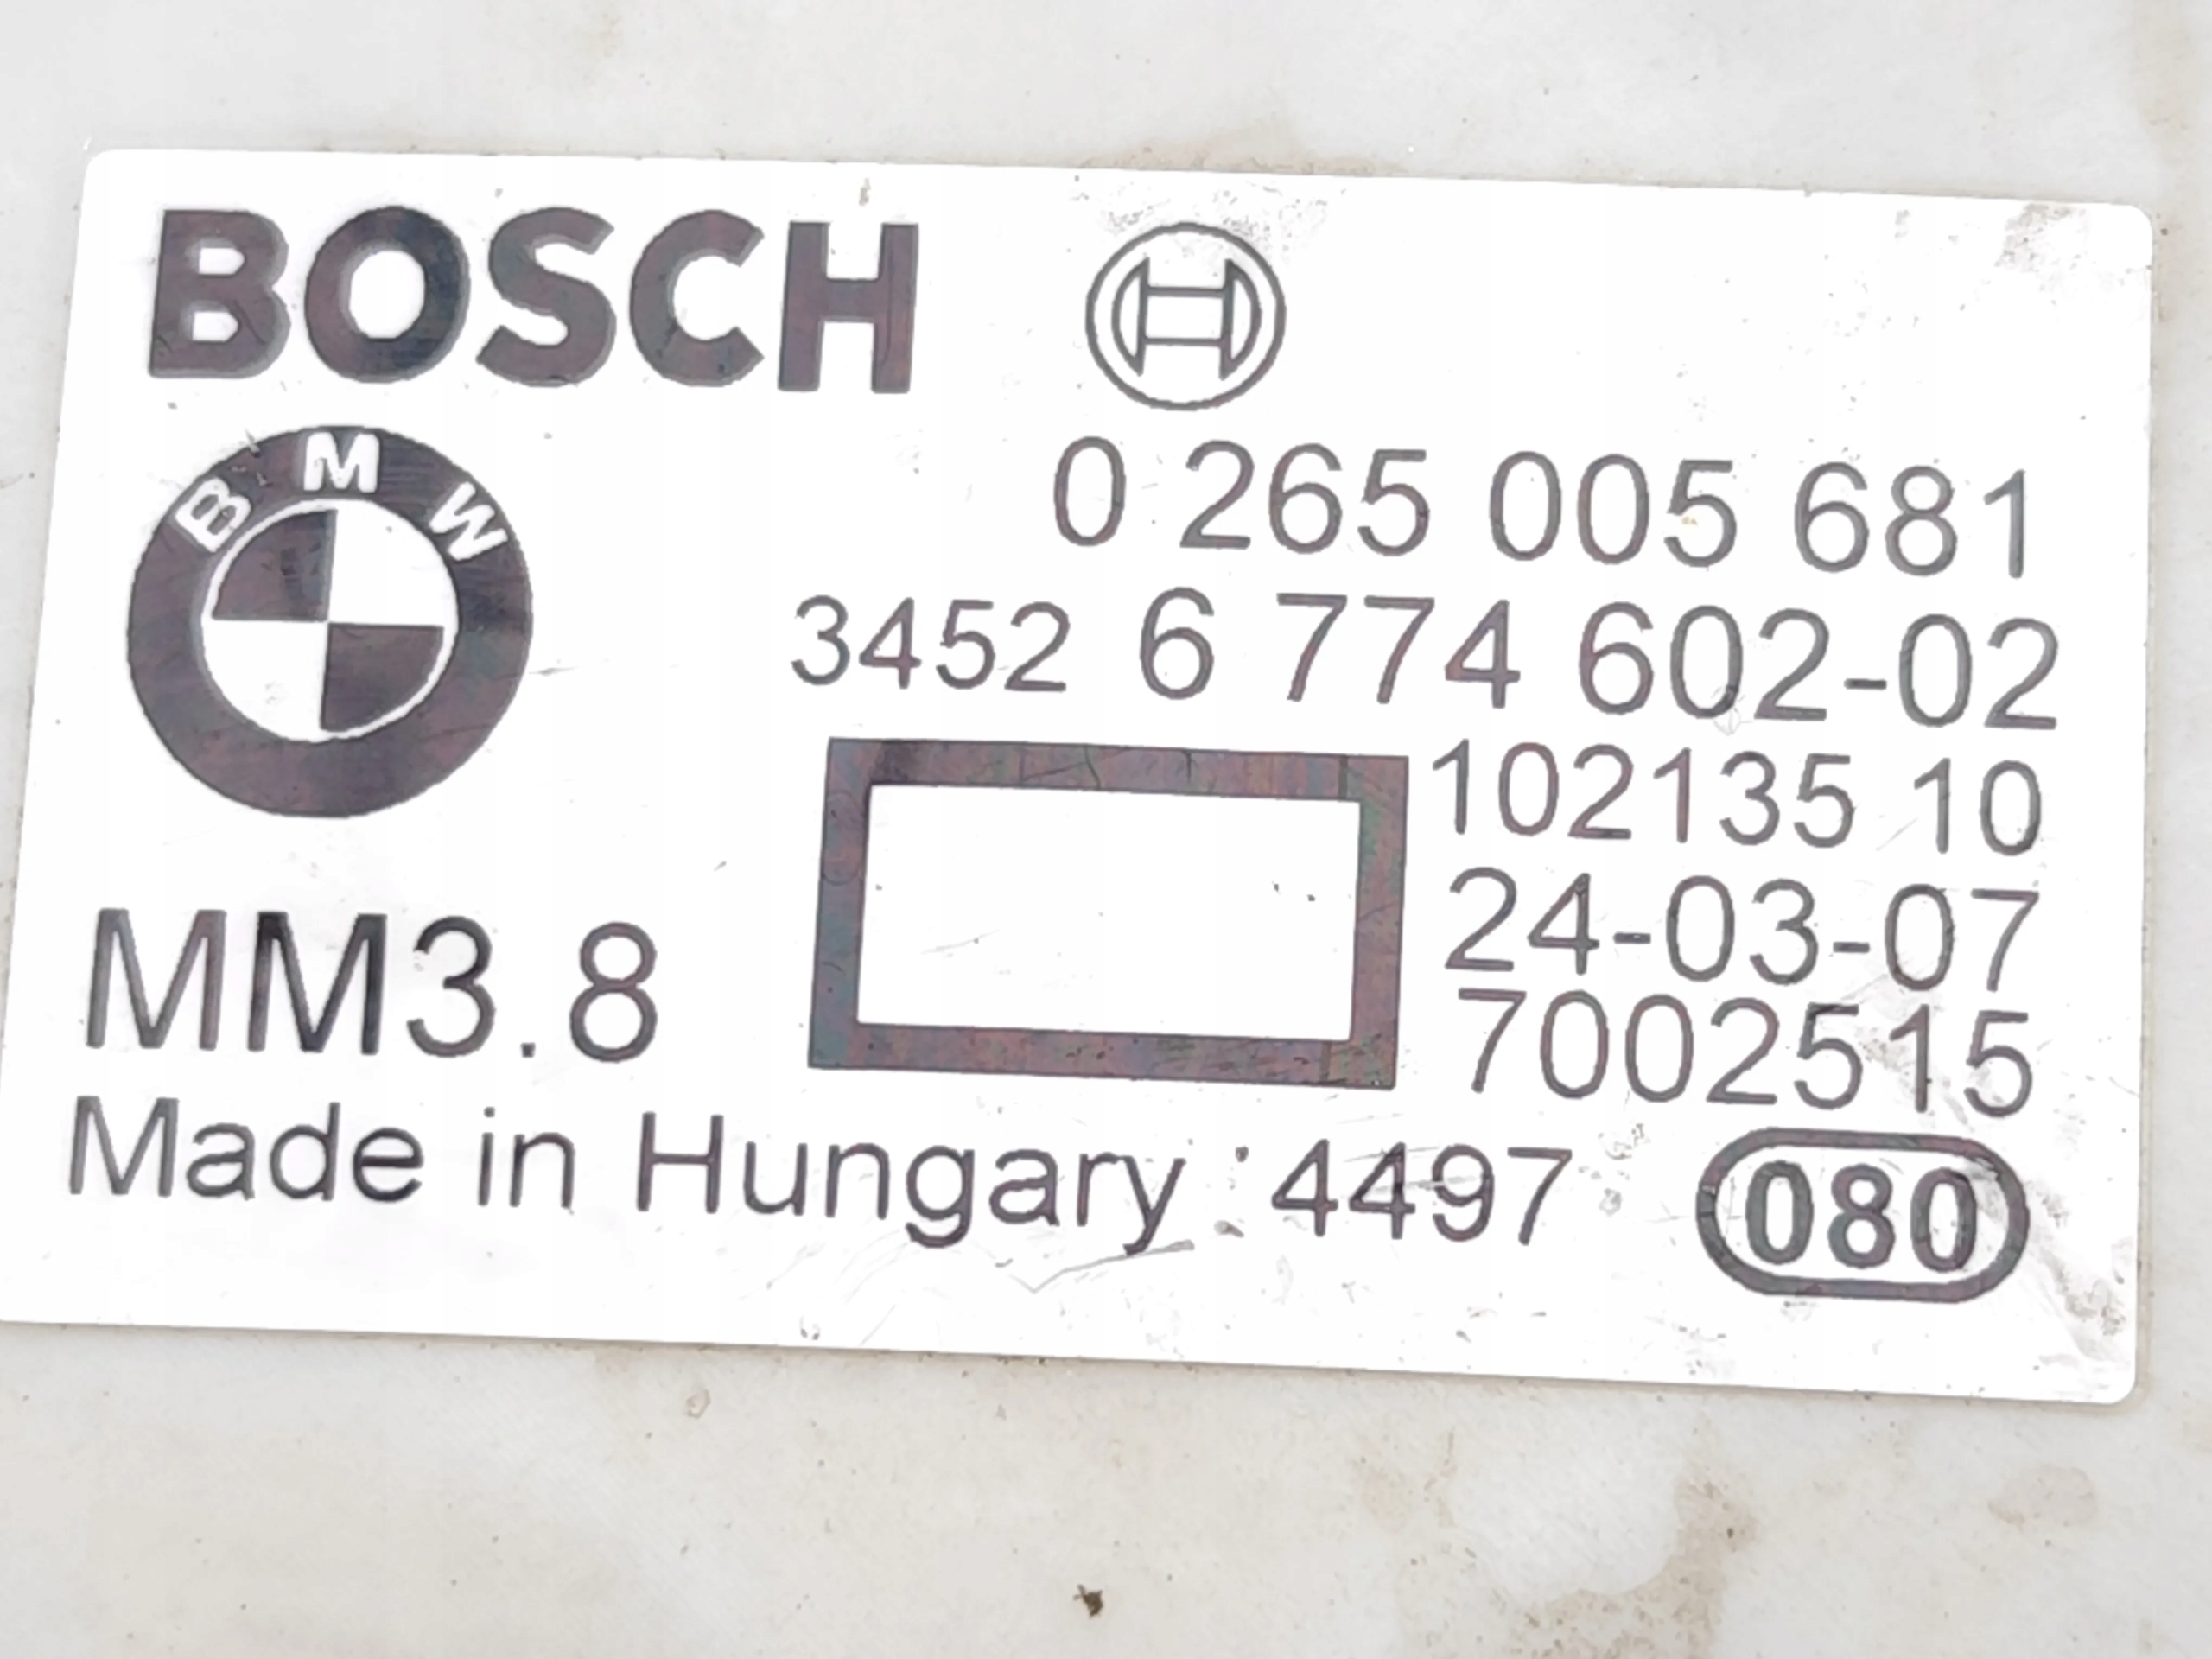 BOSCH
BMW
0 265 005 681
3452 6 774 602-02
102135 10
24-03-07
MM3.8
7002515
Made in Hungary 4497 080